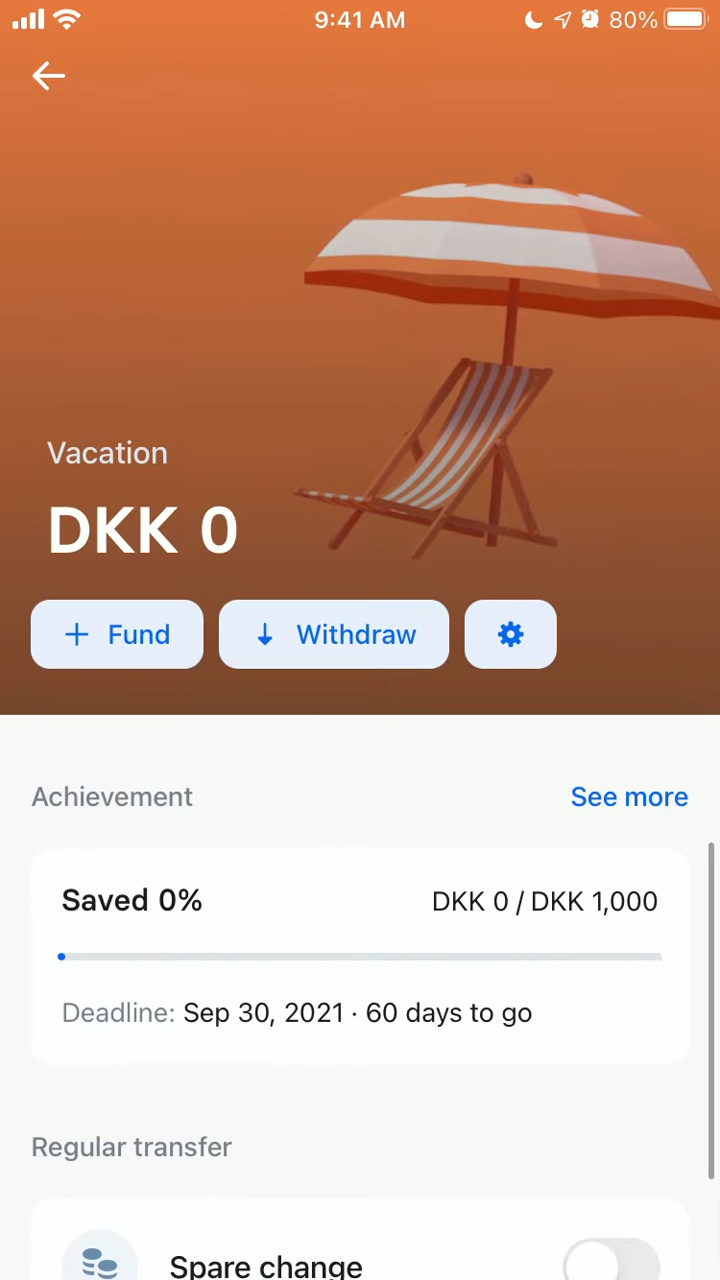 9:41 AM
80%
Vacation
DKK 0
Fund
Withdraw
Achievement
See more
Saved 0%
DKK 0 / DKK 1,000
Deadline: Sep 30, 2021 · 60 days to go
Regular transfer
Spare change